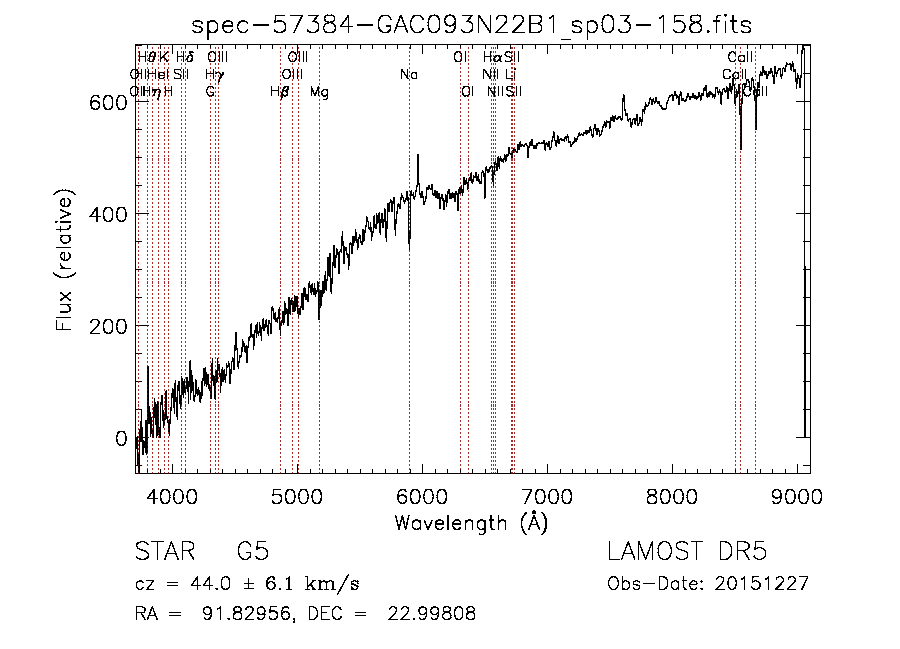 spec-57384-GAC093N22B1_sp03-158.fits
Hθ K Hδ OIII OIII OI Hα SII CaII
OII HeI SII Hγ OIII Na NII Li CaII
OII Hη H G Hβ Mg OI NII SII CaII
600
400
200
0
Flux (relative)
4000 5000 6000 7000 8000 9000
Wavelength (Å)
STAR G5 LAMOST DR5
cz = 44.0 ± 6.1 km/s Obs-Date: 20151227
RA = 91.82956, DEC = 22.99808